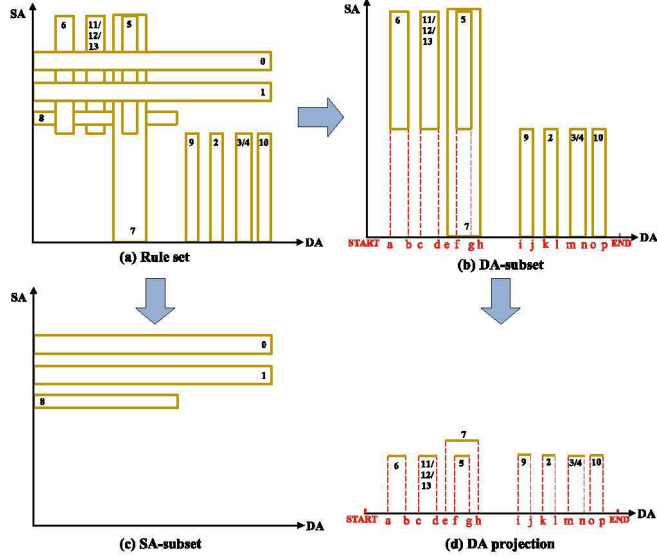 SA
SA
6
11/
12/
13
5
0
1
8
9
2
3/4
10
7
DA
(a) Rule set
6
11/
12/
13
5
9
2
3/4
10
7
DA
START a b c d e f g h i j k l m n o p END
(b) DA-subset
SA
0
1
8
DA
(c) SA-subset
7
6
11/
12/
13
5
9
2
3/4
10
DA
START a b c d e f g h i j k l m n o p END
(d) DA projection